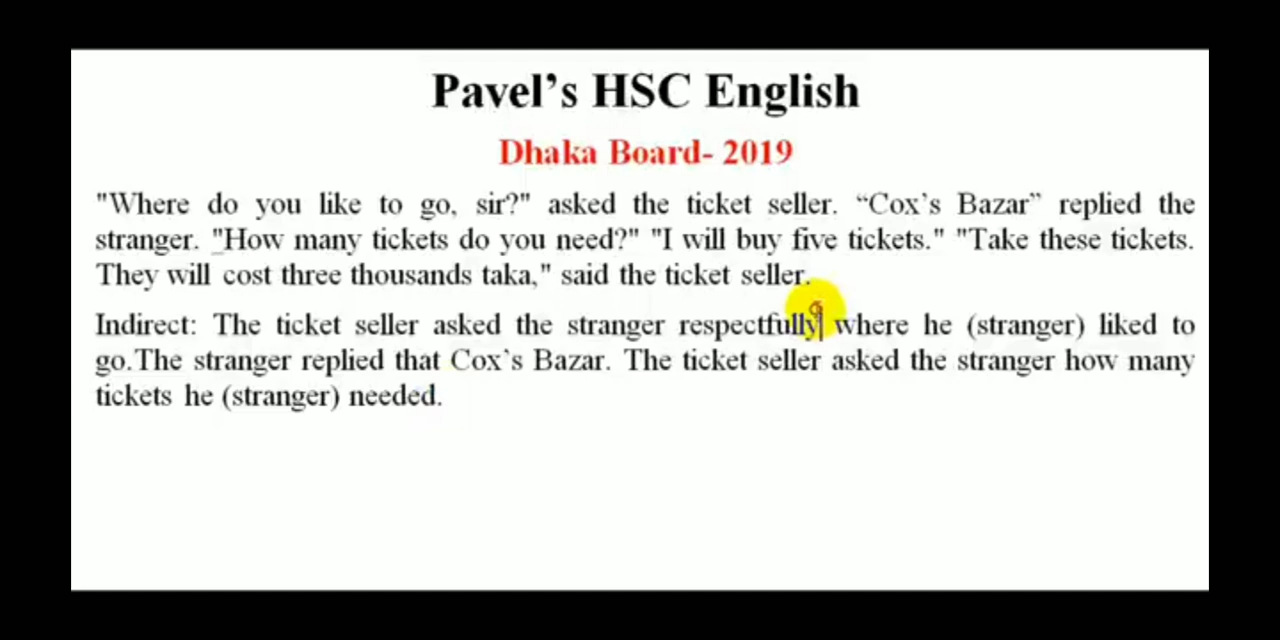 Pavel’s HSC English
Dhaka Board- 2019
"Where do you like to go, sir?" asked the ticket seller. “Cox’s Bazar” replied the
stranger. "How many tickets do you need?" "I will buy five tickets." "Take these tickets.
They will cost three thousands taka," said the ticket seller.
Indirect: The ticket seller asked the stranger respectfully where he (stranger) liked to
go.The stranger replied that Cox’s Bazar. The ticket seller asked the stranger how many
tickets he (stranger) needed.